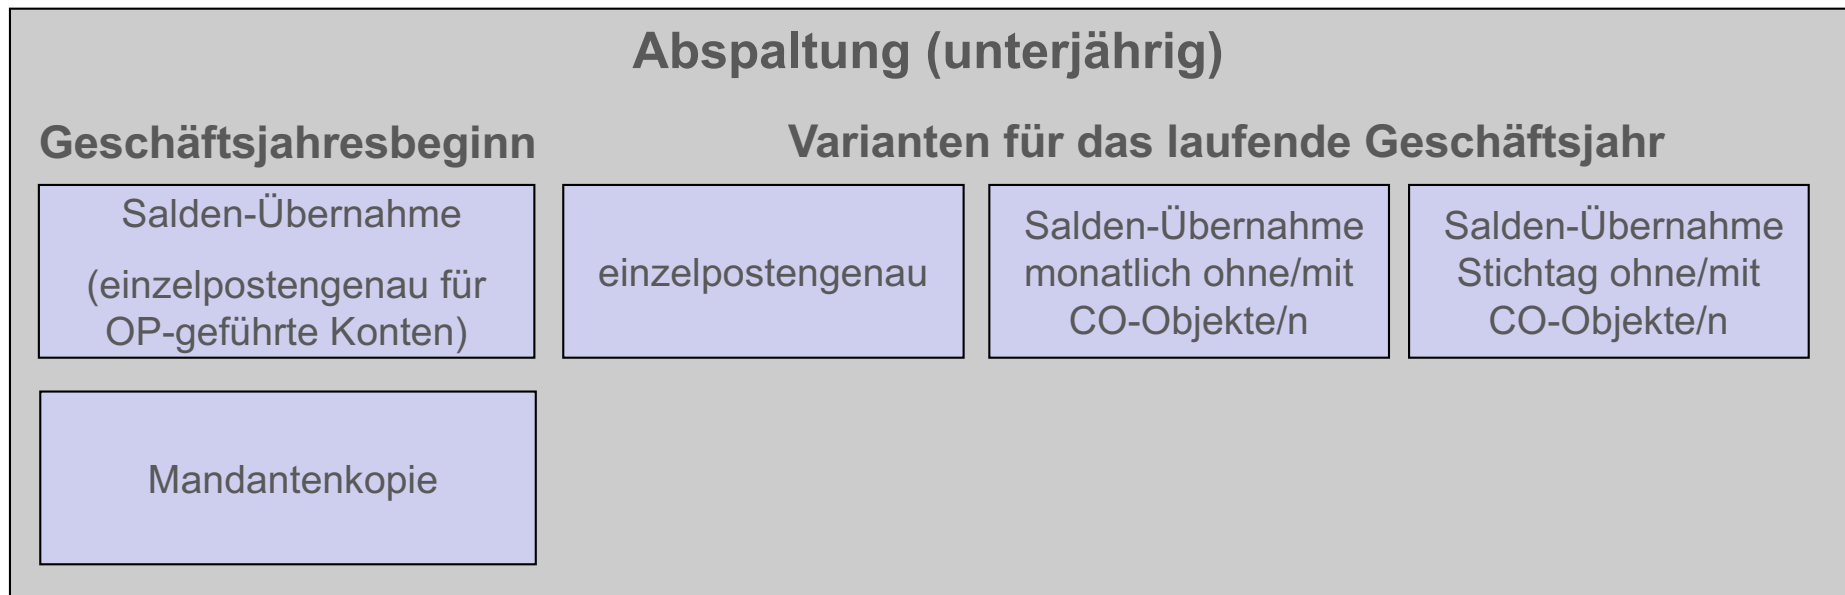 Abspaltung (unterjährig)
Geschäftsjahresbeginn
Varianten für das laufende Geschäftsjahr
Salden-Übernahme
(einzelpostengenau für
OP-geführte Konten)
einzelpostengenau
Salden-Übernahme
monatlich ohne/mit
CO-Objekte/n
Salden-Übernahme
Stichtag ohne/mit
CO-Objekte/n
Mandantenkopie